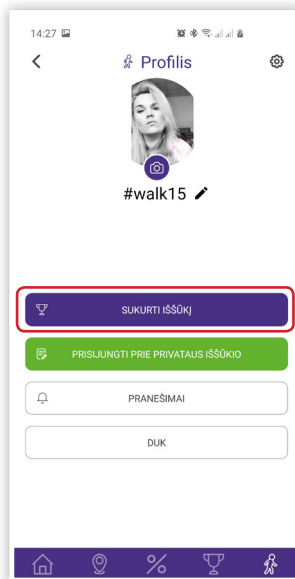 14:27
Profilis
#walk15
SUKURTI IŠŠŪKĮ
PRISIJUNGTI PRIE PRIVATAUS IŠŠŪKIO
PRANEŠIMAI
DUK